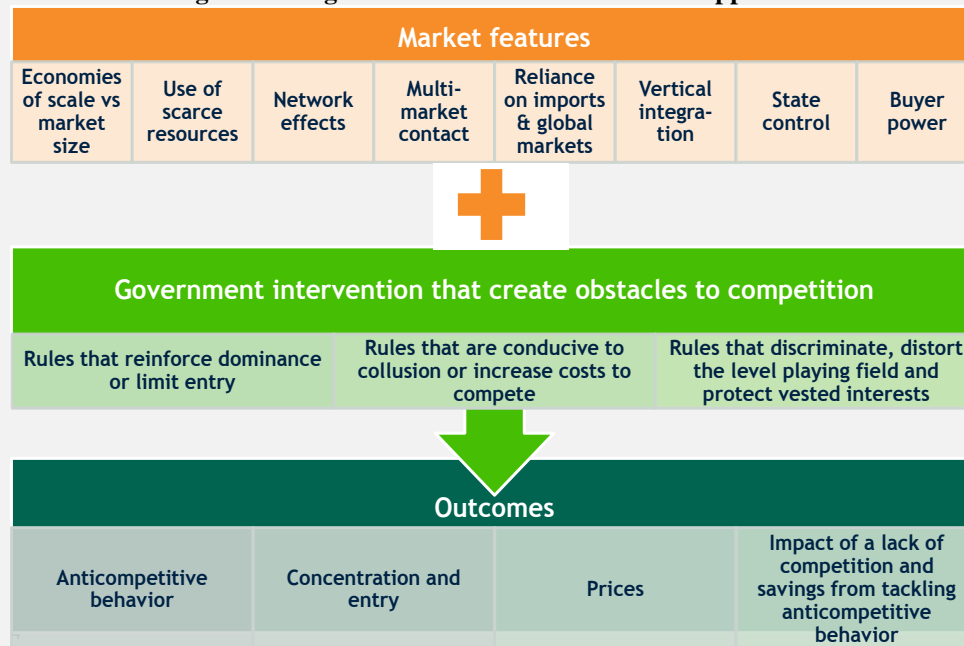 Market features
Economies
of scale vs
market
size
Use of
scarce
resources
Network
effects
Multi-
market
contact
Reliance
on imports
& global
markets
Vertical
integra-
tion
State
control
Buyer
power
Government intervention that create obstacles to competition
Rules that reinforce dominance
or limit entry
Rules that are conducive to
collusion or increase costs to
compete
Rules that discriminate, distort
the level playing field and
protect vested interests
Outcomes
Anticompetitive
behavior
Concentration and
entry
Prices
Impact of a lack of
competition and
savings from tackling
anticompetitive
behavior